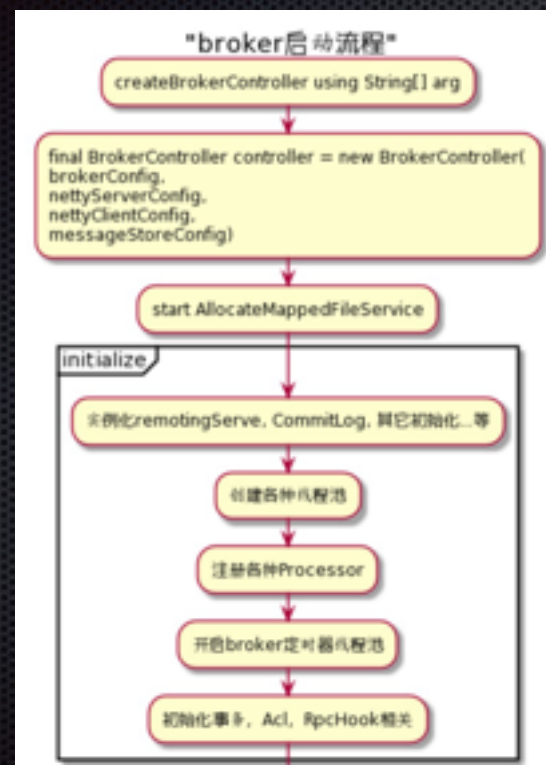 "broker启动流程"
createBrokerController using String[] arg
final BrokerController controller = new BrokerController(
brokerConfig,
nettyServerConfig,
nettyClientConfig,
messageStoreConfig)
start AllocateMappedFileService
initialize
实例化remotingServe, CommitLog, 其它初始化...等
创建各种线程池
注册各种Processor
开启broker定时器线程池
初始化事务, Acl, RpcHook相关